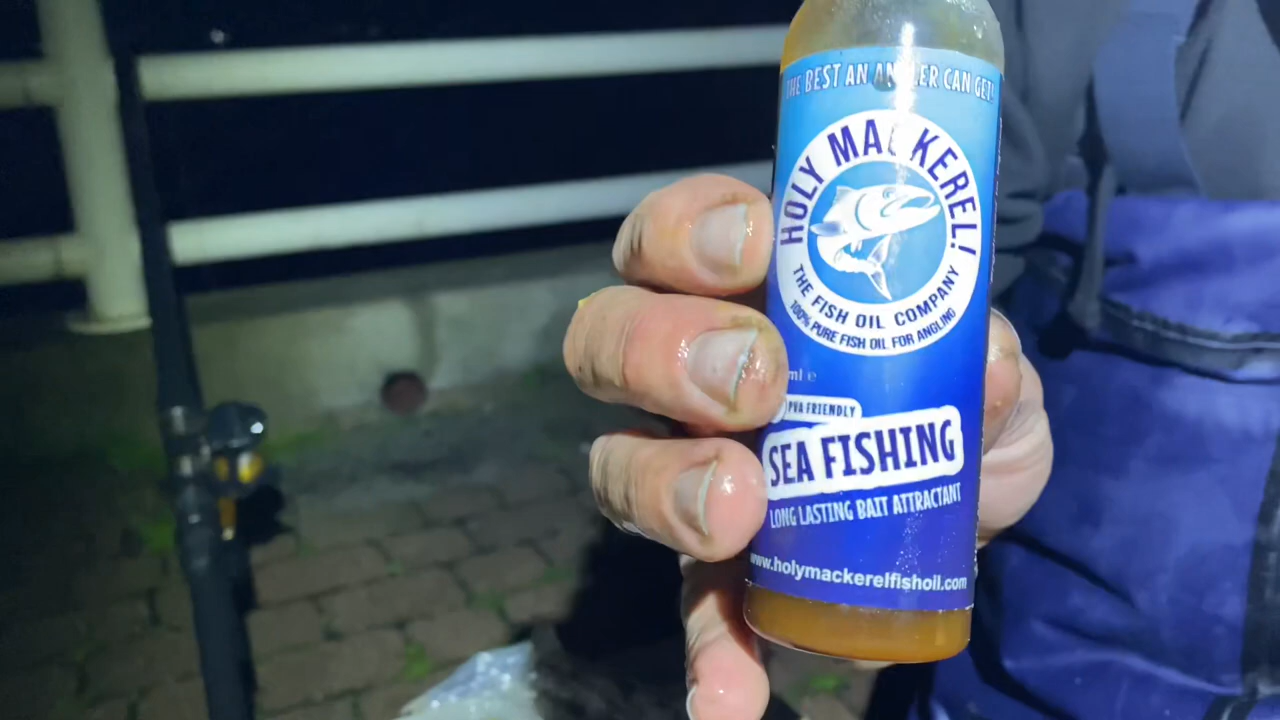 THE BEST AN ANGLER CAN GET!
HOLY MACKEREL!
THE FISH OIL COMPANY
100% PURE FISH OIL FOR ANGLING
ml e
PVA FRIENDLY
SEA FISHING
LONG LASTING BAIT ATTRACTANT
www.holymackerelfishoil.com